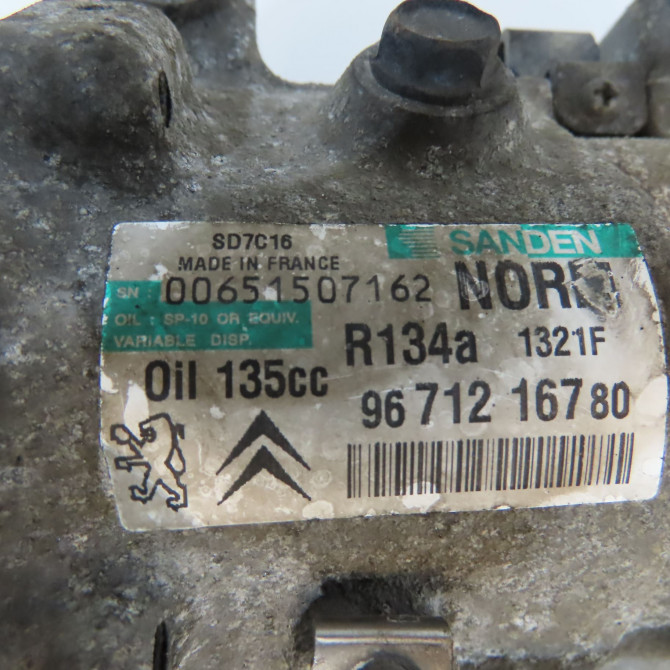 SD7C16 SANDEN
MADE IN FRANCE
SN : 00651507162
OIL : SP-10 OR EQUIV.
VARIABLE DISP.
R134a 1321F
Oil 135cc
96 712 167 80